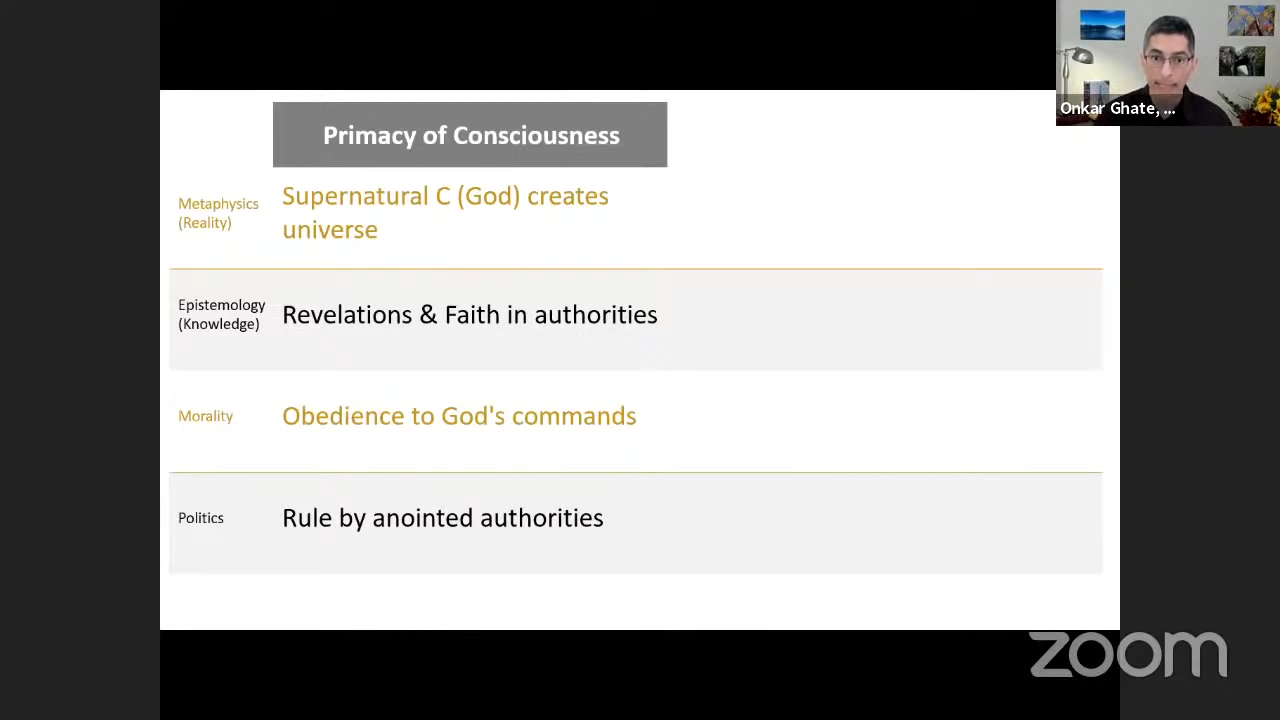 Onkar Ghate, ...
Primacy of Consciousness
Metaphysics
(Reality)
Supernatural C (God) creates
universe
Epistemology
(Knowledge)
Revelations & Faith in authorities
Morality
Obedience to God's commands
Politics
Rule by anointed authorities
zoom